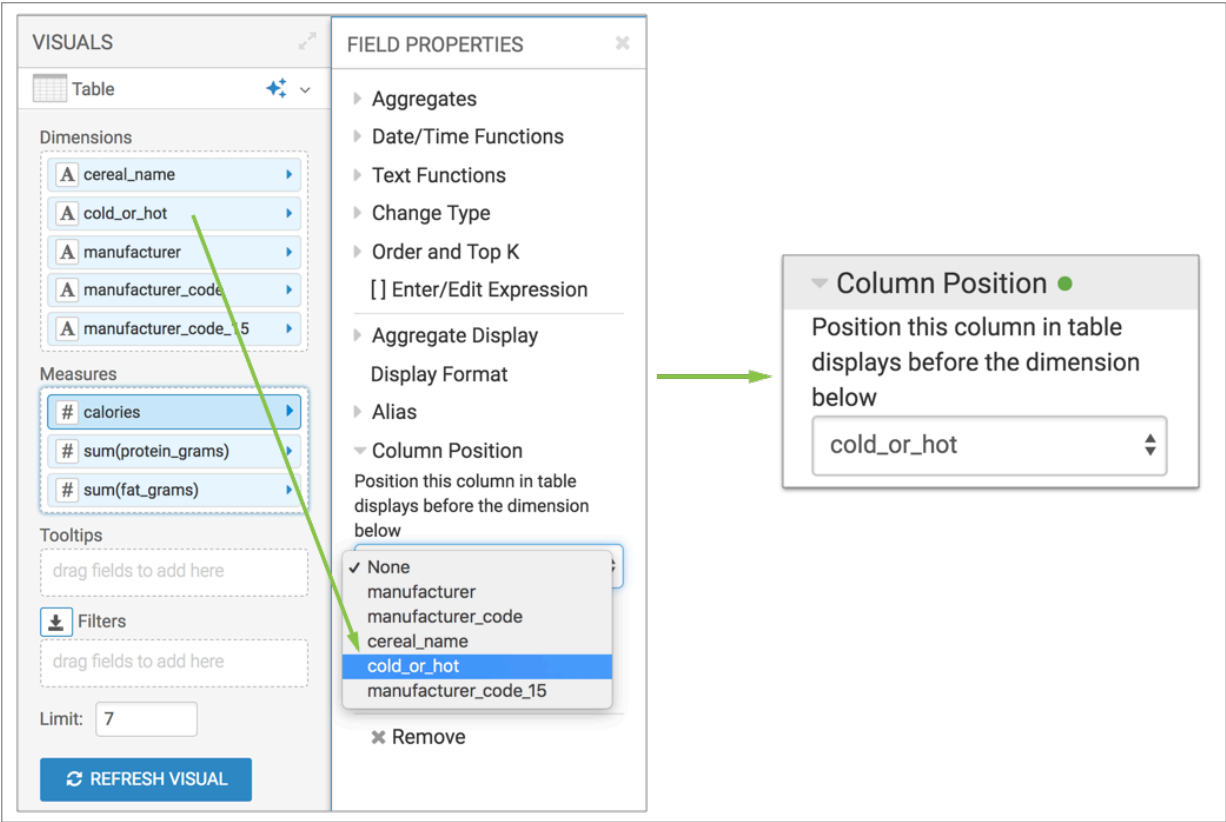 VISUALS
Table
Dimensions
A cereal_name
A cold_or_hot
A manufacturer
A manufacturer_code
A manufacturer_code_15
Measures
# calories
# sum(protein_grams)
# sum(fat_grams)
Tooltips
drag fields to add here
Filters
drag fields to add here
Limit: 7
REFRESH VISUAL
FIELD PROPERTIES
Aggregates
Date/Time Functions
Text Functions
Change Type
Order and Top K
[ ] Enter/Edit Expression
Aggregate Display
Display Format
Alias
Column Position
Position this column in table
displays before the dimension
below
✓ None
manufacturer
manufacturer_code
cereal_name
cold_or_hot
manufacturer_code_15
Remove
Column Position
Position this column in table
displays before the dimension
below
cold_or_hot